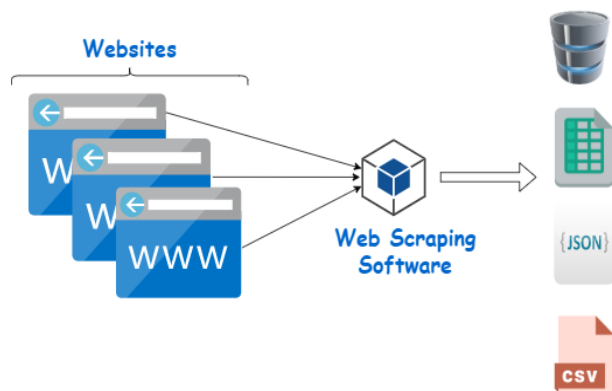 Websites
W
W
WWW
Web Scraping
Software
{JSON}
CSV